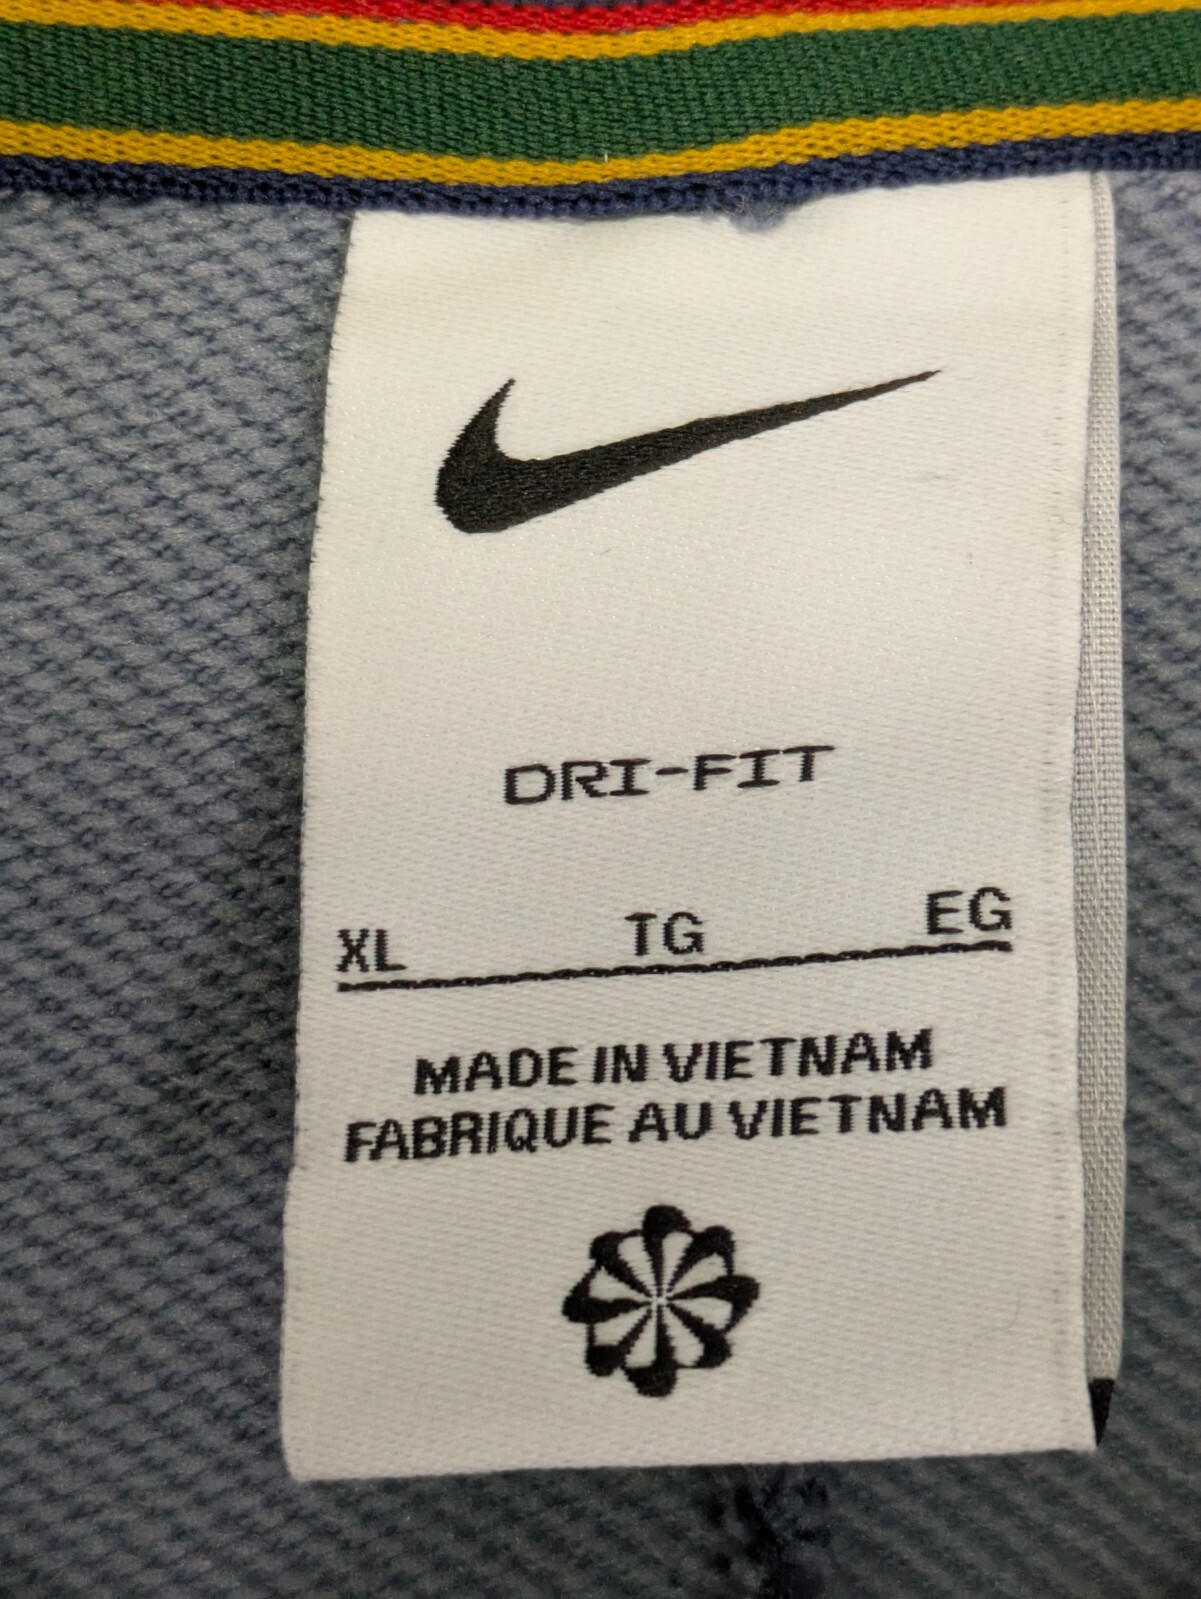 DRI-FIT
XL TG EG
MADE IN VIETNAM
FABRIQUE AU VIETNAM